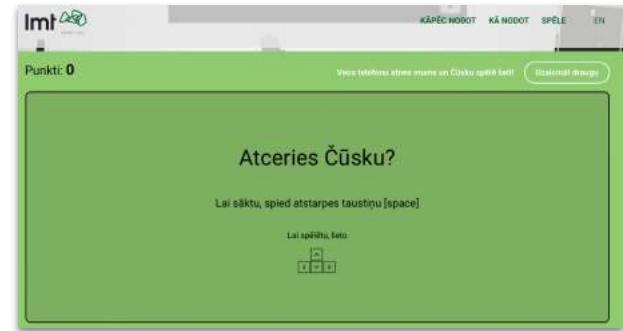 lmt
KĀPĒC NODOT KĀ NODOT SPĒLE EN
Punkti: 0
Veco telefonu atnes mums un Čūsku spēlē šeit! Uzaicināt draugu
Atceries Čūsku?
Lai sāktu, spied atstarpes taustiņu [space]
Lai spēlētu, lieto